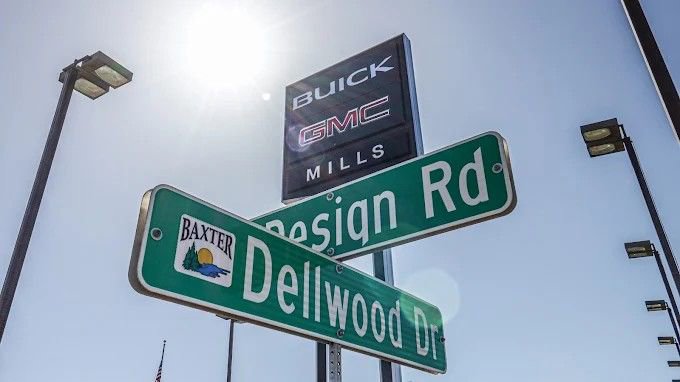 BUICK
GMC
MILLS
Design Rd
BAXTER
Dellwood Dr